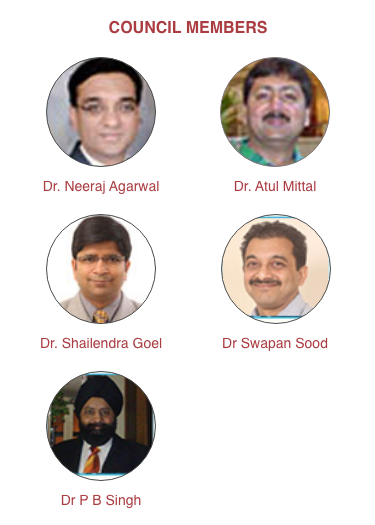 COUNCIL MEMBERS
Dr. Neeraj Agarwal
Dr. Atul Mittal
Dr. Shailendra Goel
Dr Swapan Sood
Dr P B Singh